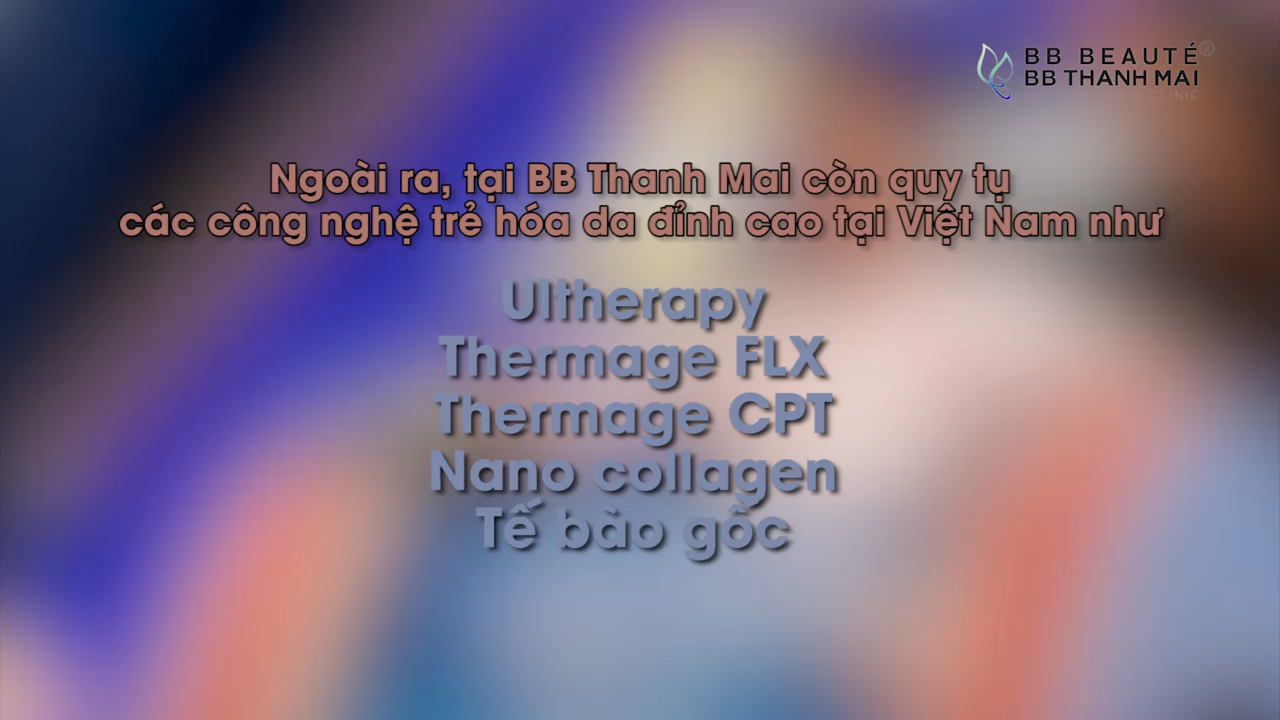 BB BEAUTÉ®
BB THANH MAI
CLINIC
Ngoài ra, tại BB Thanh Mai còn quy tụ
các công nghệ trẻ hóa da đỉnh cao tại Việt Nam như
Ultherapy
Thermage FLX
Thermage CPT
Nano collagen
Tế bào gốc